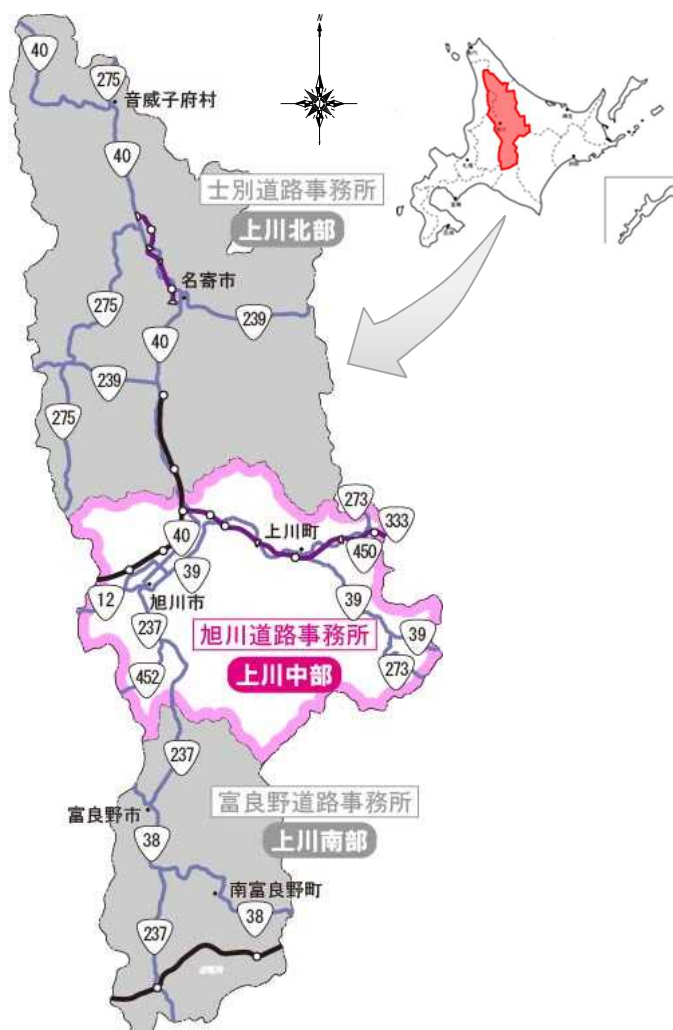 N
40
275
音威子府村
40
士別道路事務所
上川北部
名寄市
275
239
40
239
275
273
333
上川町
40
450
39
12
旭川市
39
237
旭川道路事務所
39
上川中部
452
273
237
富良野道路事務所
富良野市
38
上川南部
南富良野町
38
237